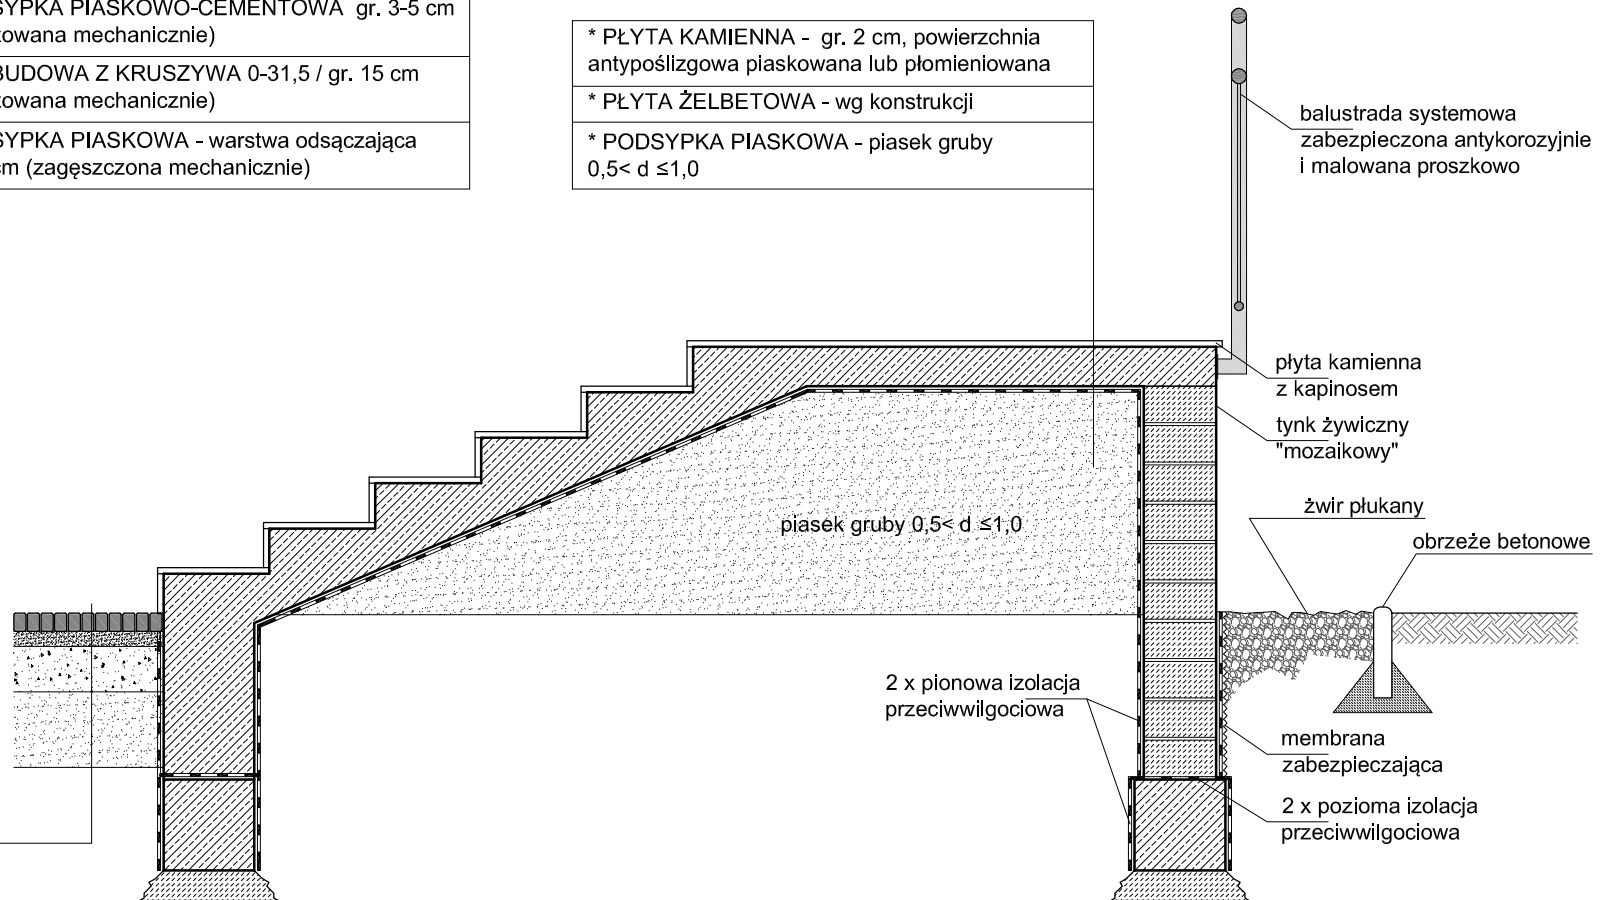 SYPKA PIASKOWO-CEMENTOWA gr. 3-5 cm
owana mechanicznie)
BUDOWA Z KRUSZYWA 0-31,5 / gr. 15 cm
owana mechanicznie)
SYPKA PIASKOWA - warstwa odsączająca
cm (zagęszczona mechanicznie)
* PŁYTA KAMIENNA - gr. 2 cm, powierzchnia
antypoślizgowa piaskowana lub płomieniowana
* PŁYTA ŻELBETOWA - wg konstrukcji
* PODSYPKA PIASKOWA - piasek gruby
0,5< d ≤1,0
balustrada systemowa
zabezpieczona antykorozyjnie
i malowana proszkowo
płyta kamienna
z kapinosem
tynk żywiczny
"mozaikowy"
żwir płukany
obrzeże betonowe
piasek gruby 0,5< d ≤1,0
2 x pionowa izolacja
przeciwwilgociowa
membrana
zabezpieczająca
2 x pozioma izolacja
przeciwwilgociowa